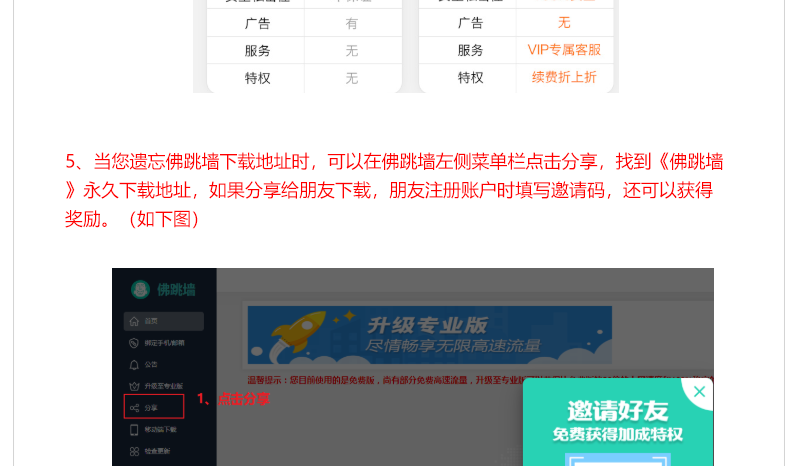 广告 有 广告 无
服务 无 服务 VIP专属客服
特权 无 特权 续费折上折
5、当您遗忘佛跳墙下载地址时，可以在佛跳墙左侧菜单栏点击分享，找到《佛跳墙
》永久下载地址，如果分享给朋友下载，朋友注册账户时填写邀请码，还可以获得
奖励。（如下图）
佛跳墙
首页
绑定手机/邮箱
公告
升级至专业版
分享
移动端下载
检查更新
升级专业版
尽情畅享无限高速流量
温馨提示：您目前使用的是免费版，尚有部分免费高速流量，升级至专业版
1、点击分享
邀请好友
免费获得加成特权